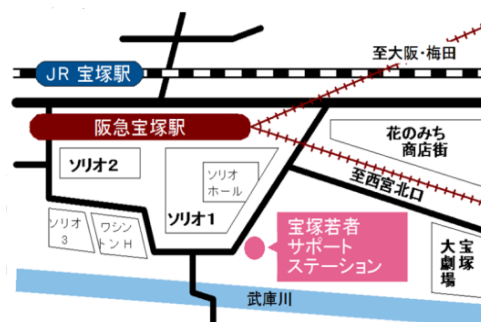 至大阪・梅田
JR 宝塚駅
阪急宝塚駅
花のみち
商店街
ソリオ2
ソリオ
ホール
至西宮北口
ソリオ1
ソリオ
3
ワシン
トンH
宝塚若者
サポート
ステーション
宝塚
大劇場
武庫川